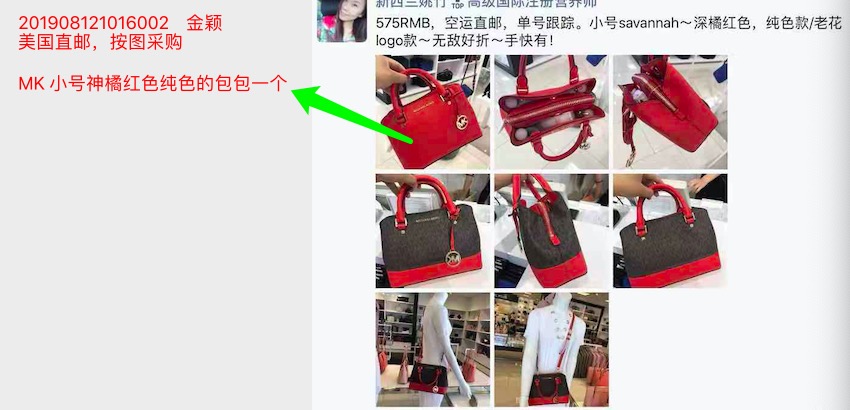 201908121016002 金颖
美国直邮，按图采购
MK 小号神橘红色纯色的包包一个
新西兰姚竹 高级国际注册营养师
575RMB，空运直邮，单号跟踪。小号savannah～深橘红色，纯色款/老花
logo款～无敌好折～手快有！
MICHAEL KORS